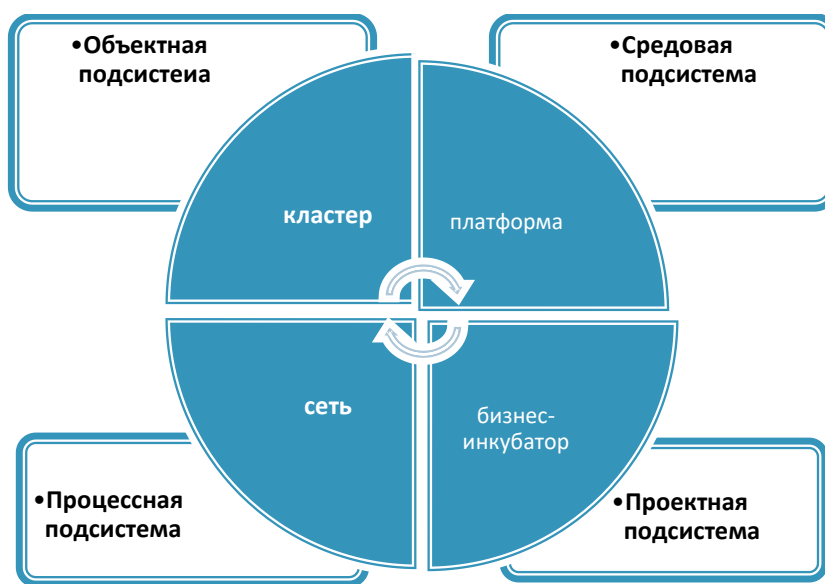 •Объектная
подсистеиа
•Средовая
подсистема
кластер
платформа
сеть
бизнес-
инкубатор
•Процессная
подсистема
•Проектная
подсистема